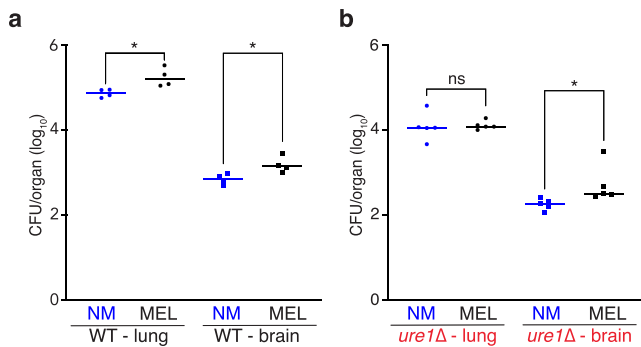 a
6
4
2
0
CFU/organ (log10)
*
*
NM MEL NM MEL
WT - lung WT - brain
b
6
4
2
0
CFU/organ (log10)
ns
*
NM MEL NM MEL
ure1Δ - lung ure1Δ - brain